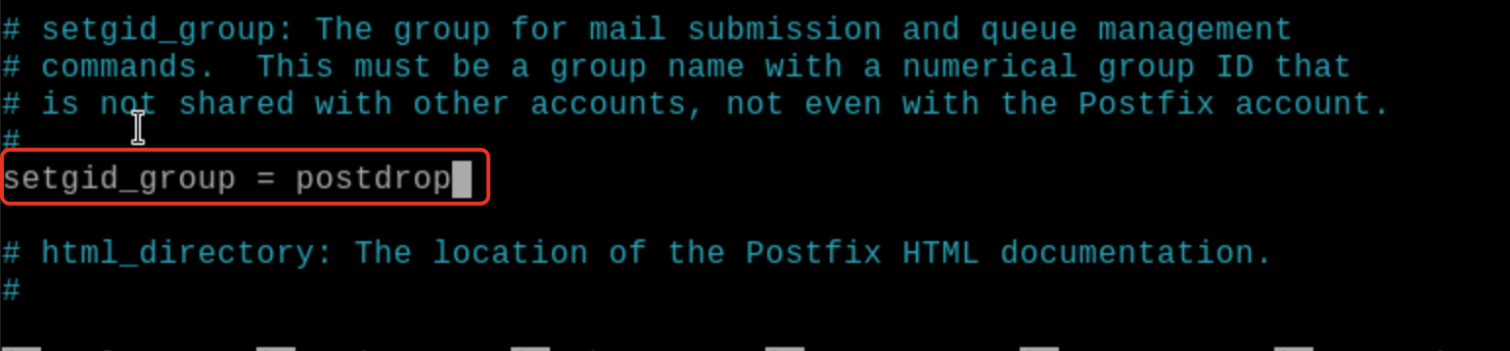 # setgid_group: The group for mail submission and queue management
# commands.  This must be a group name with a numerical group ID that
# is not shared with other accounts, not even with the Postfix account.
#
setgid_group = postdrop

# html_directory: The location of the Postfix HTML documentation.
#